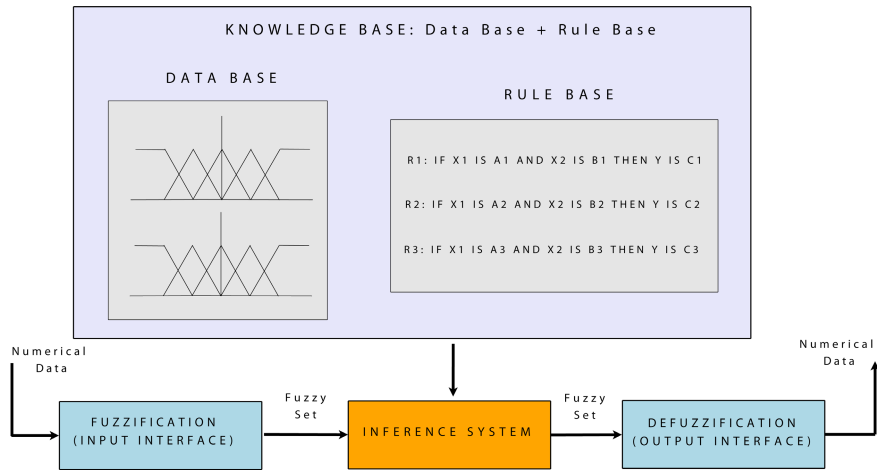 KNOWLEDGE BASE: Data Base + Rule Base
DATA BASE
RULE BASE
R1: IF X1 IS A1 AND X2 IS B1 THEN Y IS C1
R2: IF X1 IS A2 AND X2 IS B2 THEN Y IS C2
R3: IF X1 IS A3 AND X2 IS B3 THEN Y IS C3
Numerical
Data
FUZZIFICATION
(INPUT INTERFACE)
Fuzzy
Set
INFERENCE SYSTEM
Fuzzy
Set
DEFUZZIFICATION
(OUTPUT INTERFACE)
Numerical
Data